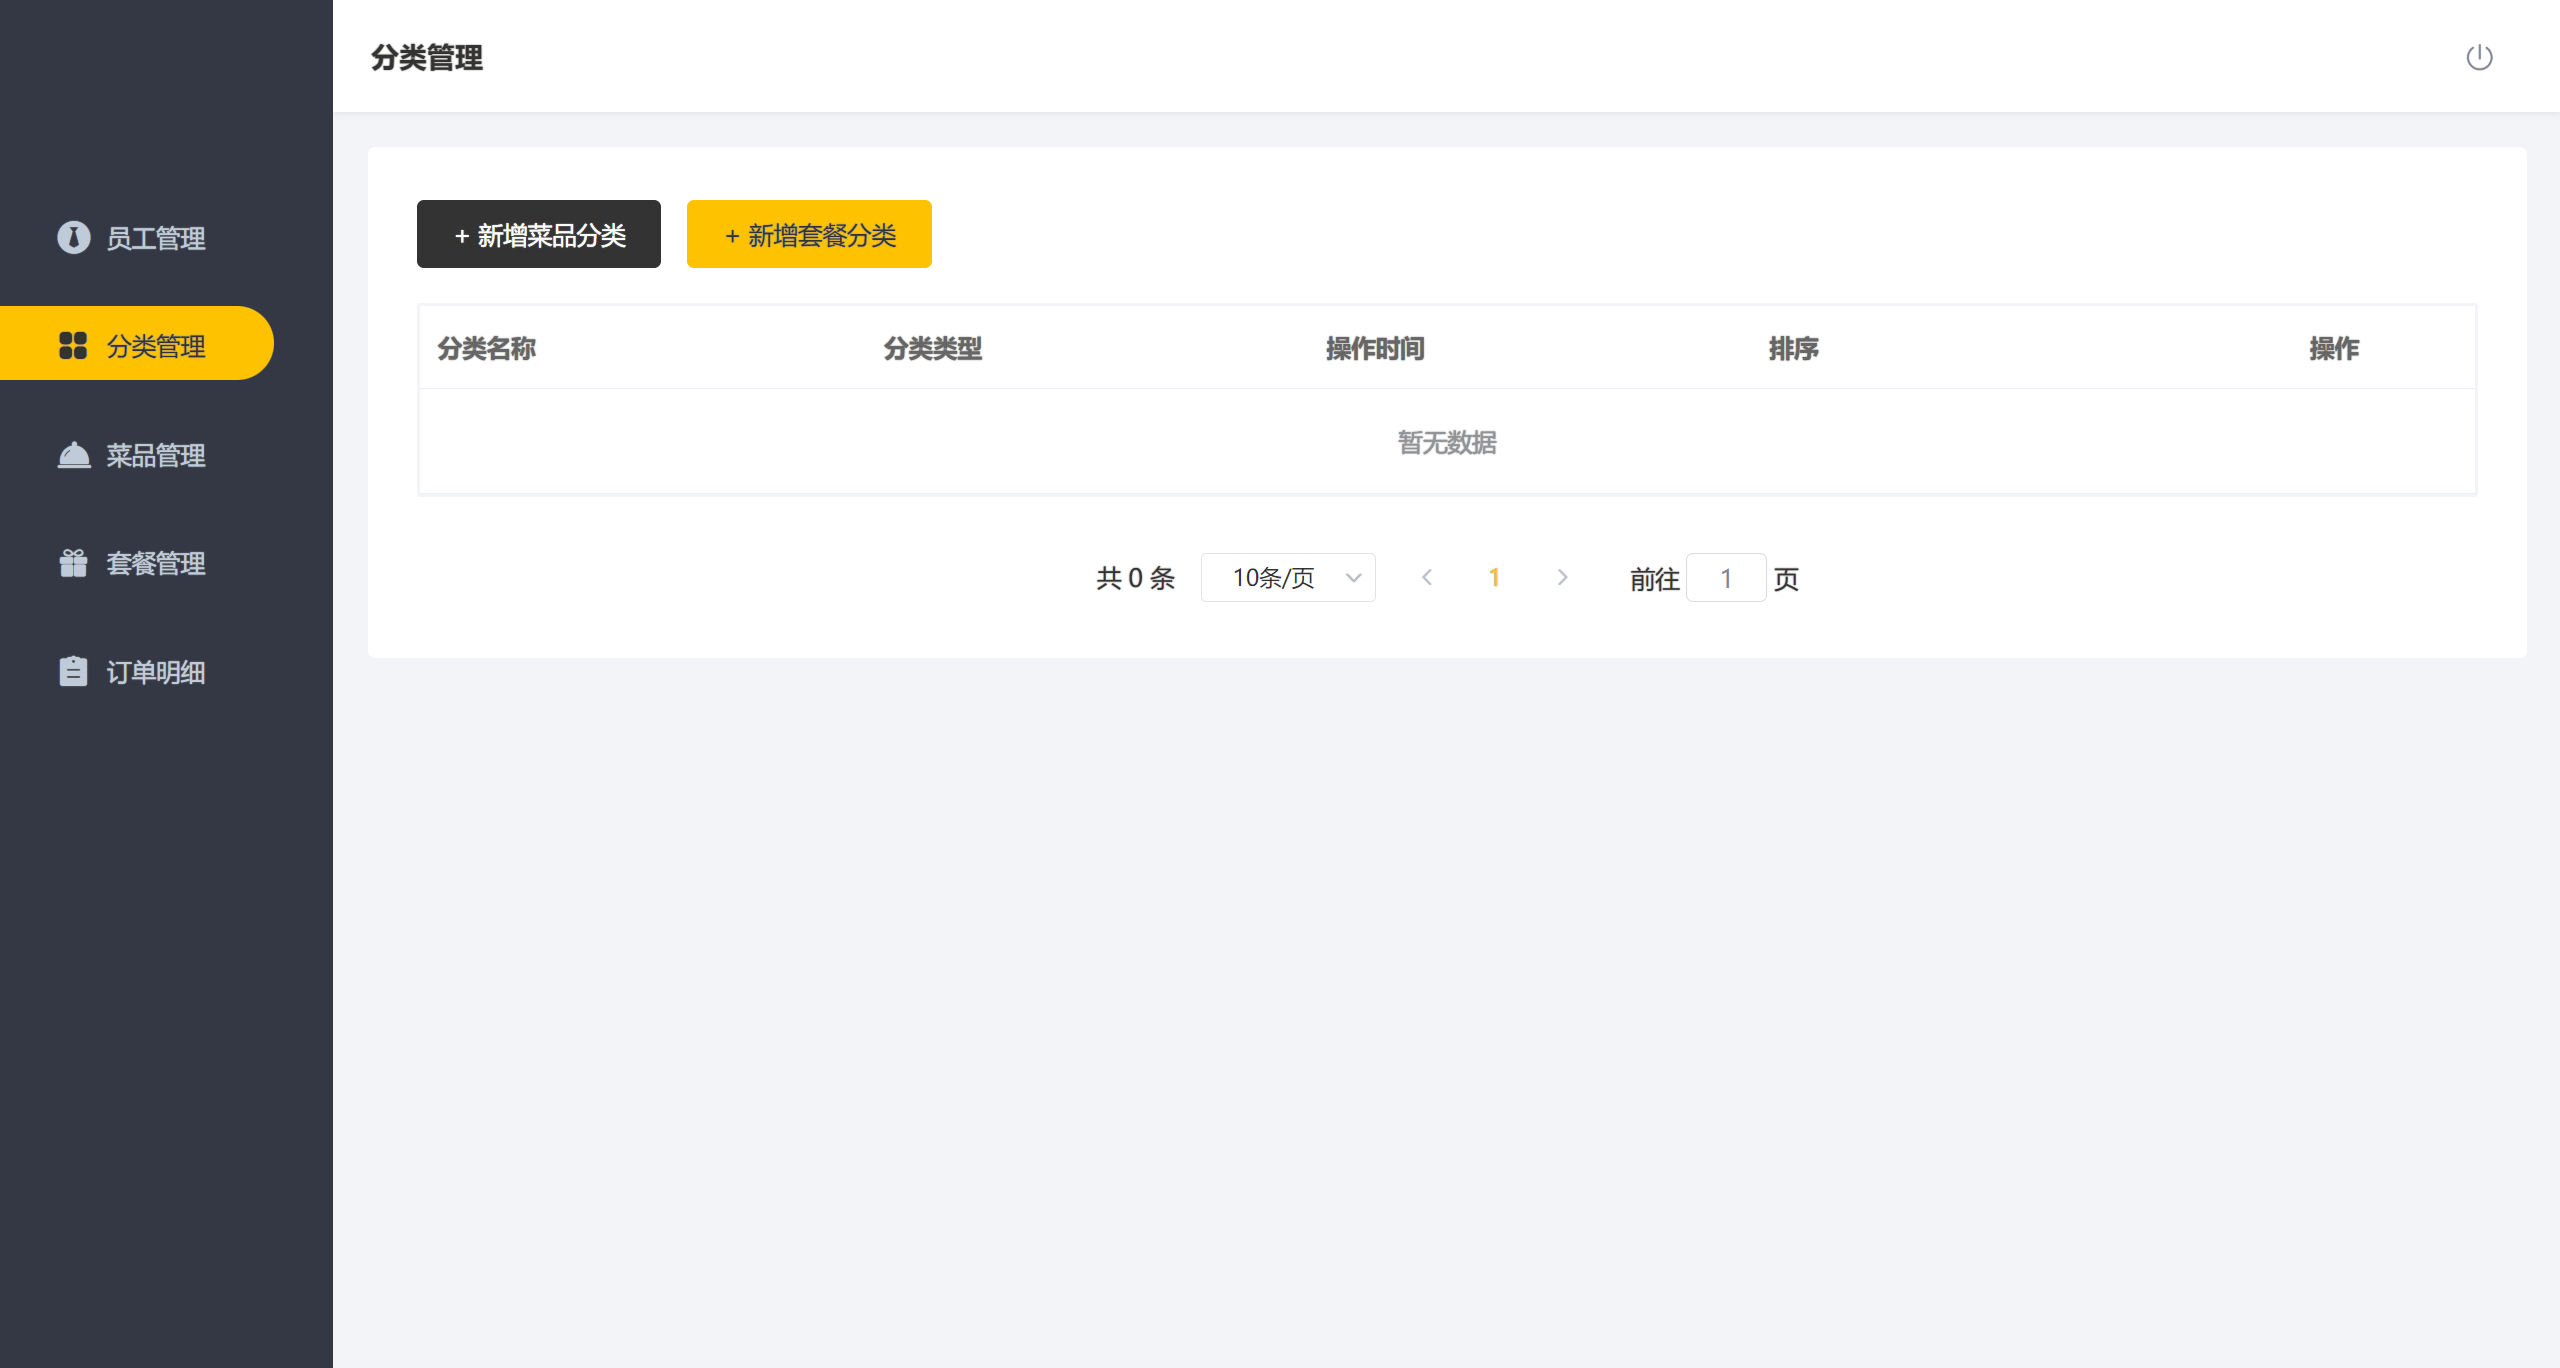 分类管理
员工管理
分类管理
菜品管理
套餐管理
订单明细
+ 新增菜品分类 + 新增套餐分类
分类名称 分类类型 操作时间 排序 操作
暂无数据
共 0 条 10条/页 1 前往 1 页